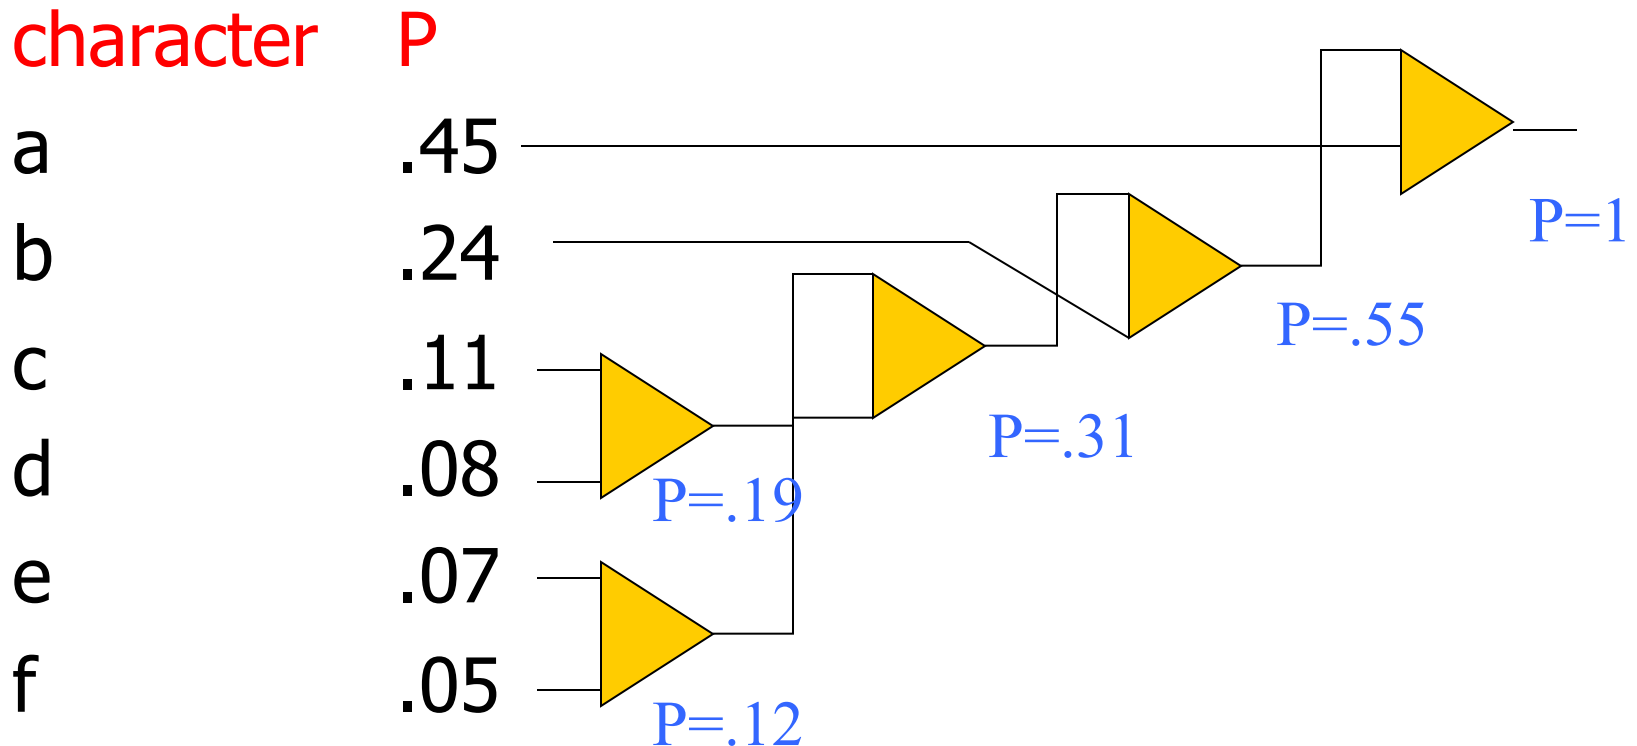 character P
a .45
P=1
b .24
P=.55
c .11
P=.31
d .08
P=.19
e .07
f .05
P=.12